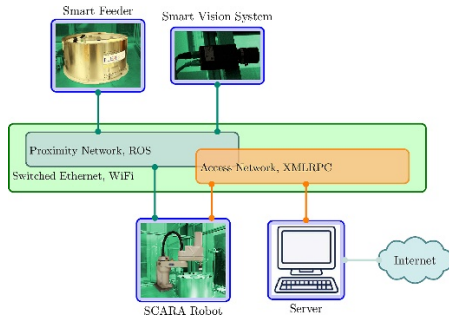 Smart Feeder
Smart Vision System
Proximity Network, ROS
Access Network, XMLRPC
Switched Ethernet, WiFi
Internet
SCARA Robot
Server